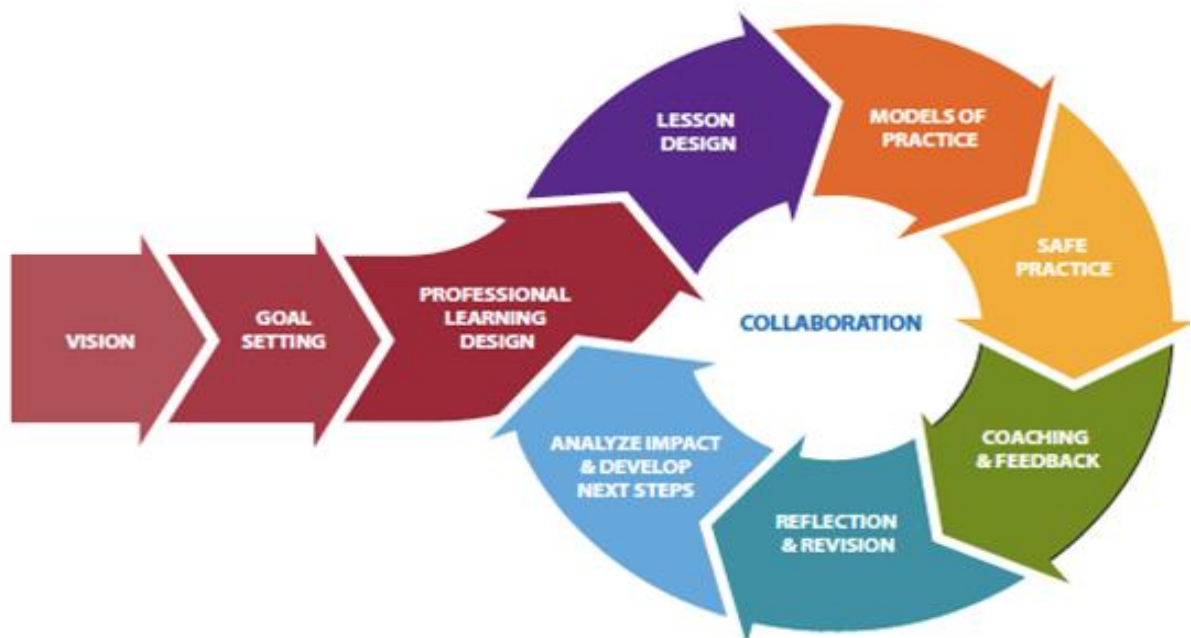 VISION
GOAL
SETTING
PROFESSIONAL
LEARNING
DESIGN
LESSON
DESIGN
MODELS OF
PRACTICE
SAFE
PRACTICE
COACHING
& FEEDBACK
REFLECTION
& REVISION
ANALYZE IMPACT
& DEVELOP
NEXT STEPS
COLLABORATION